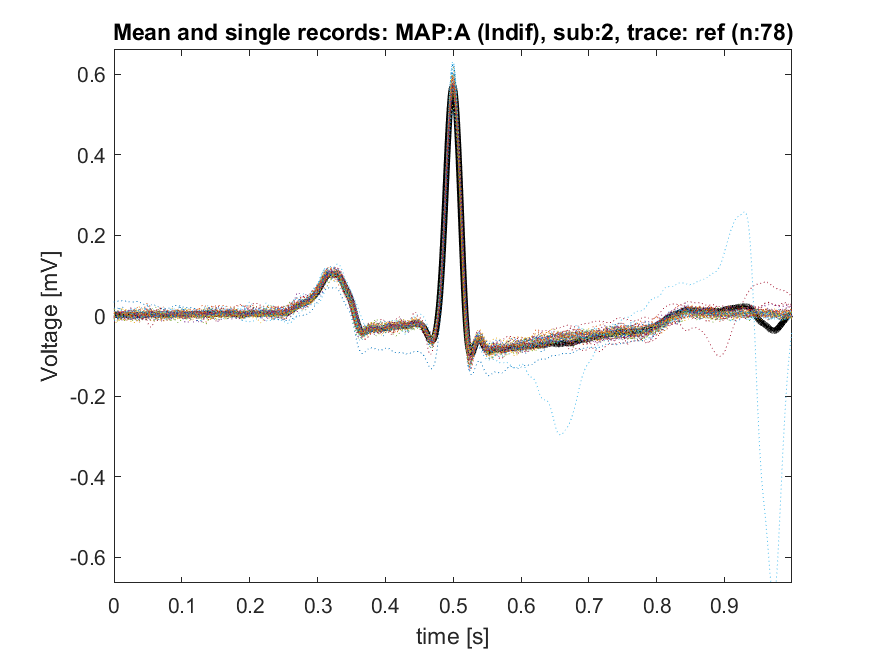 Mean and single records: MAP:A (Indif), sub:2, trace: ref (n:78)
0.6
0.4
0.2
0
-0.2
-0.4
-0.6
Voltage [mV]
0 0.1 0.2 0.3 0.4 0.5 0.6 0.7 0.8 0.9
time [s]